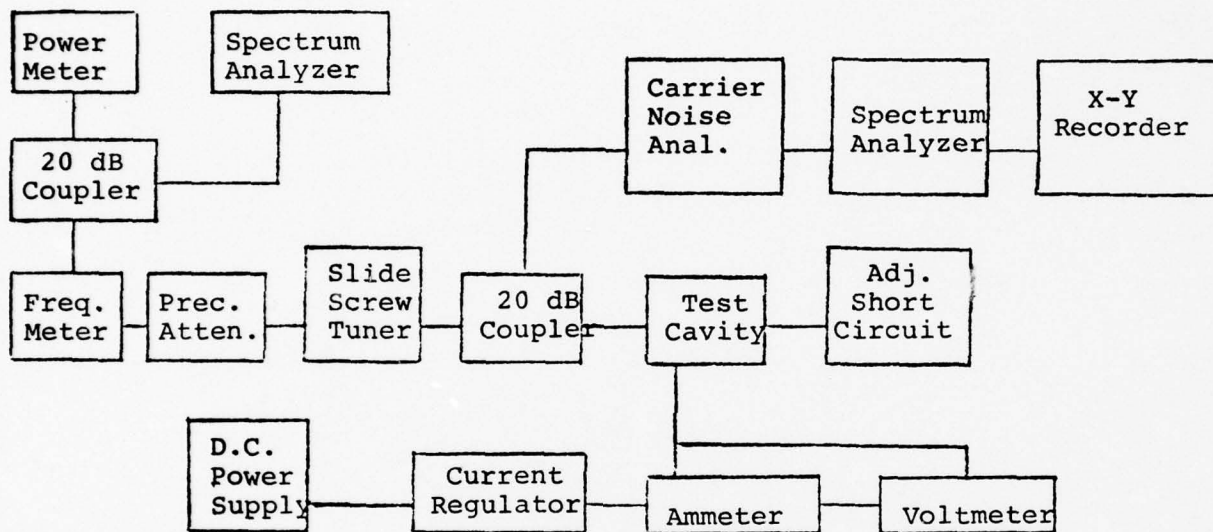 Power
Meter
Spectrum
Analyzer
20 dB
Coupler
Carrier
Noise
Anal.
Spectrum
Analyzer
X-Y
Recorder
Freq.
Meter
Prec.
Atten.
Slide
Screw
Tuner
20 dB
Coupler
Test
Cavity
Adj.
Short
Circuit
D.C.
Power
Supply
Current
Regulator
Ammeter
Voltmeter